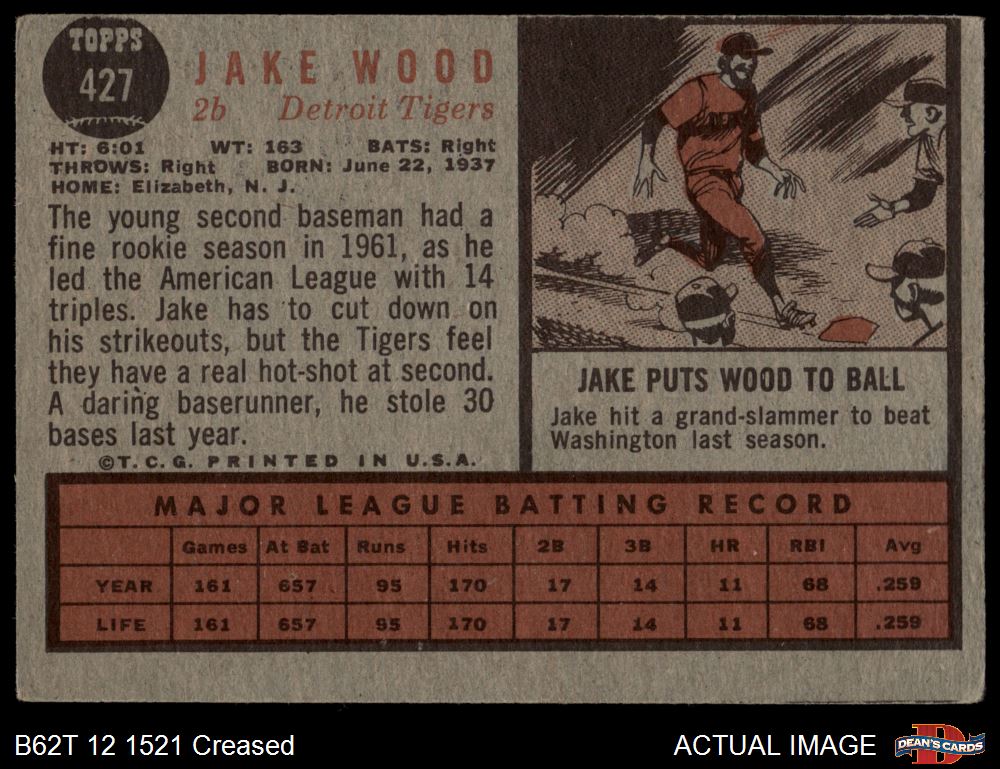 TOPPS
427
JAKE WOOD
2b Detroit Tigers
HT: 6:01 WT: 163 BATS: Right
THROWS: Right BORN: June 22, 1937
HOME: Elizabeth, N. J.
The young second baseman had a
fine rookie season in 1961, as he
led the American League with 14
triples. Jake has to cut down on
his strikeouts, but the Tigers feel
they have a real hot-shot at second.
A daring baserunner, he stole 30
bases last year.
©T. C. G. PRINTED IN U.S.A.
JAKE PUTS WOOD TO BALL
Jake hit a grand-slammer to beat
Washington last season.
MAJOR LEAGUE BATTING RECORD
Games At Bat Runs Hits 2B 3B HR RBI Avg
YEAR 161 657 95 170 17 14 11 68 .259
LIFE 161 657 95 170 17 14 11 68 .259
B62T 12 1521 Creased
ACTUAL IMAGE
DEAN'S CARDS